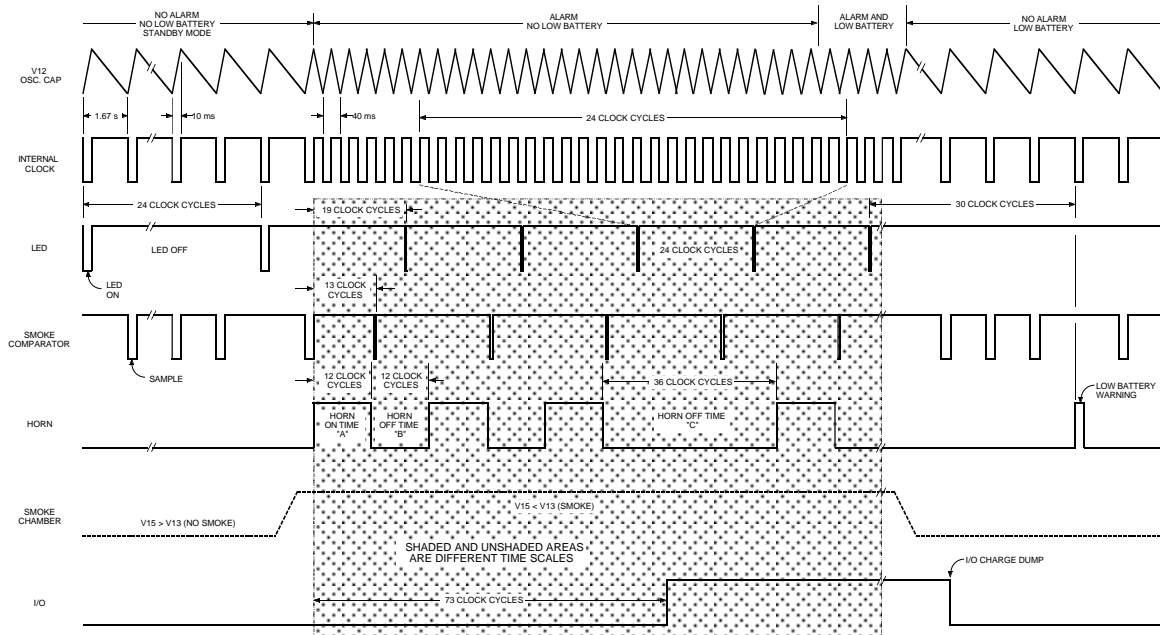 NO ALARM
NO LOW BATTERY
STANDBY MODE
ALARM
NO LOW BATTERY
ALARM AND
LOW BATTERY
NO ALARM
LOW BATTERY
V12
OSC. CAP
1.67 s
10 ms
40 ms
24 CLOCK CYCLES
INTERNAL
CLOCK
24 CLOCK CYCLES
19 CLOCK CYCLES
30 CLOCK CYCLES
LED
LED OFF
24 CLOCK CYCLES
LED
ON
13 CLOCK
CYCLES
SMOKE
COMPARATOR
SAMPLE
12 CLOCK
CYCLES
12 CLOCK
CYCLES
36 CLOCK CYCLES
LOW BATTERY
WARNING
HORN
HORN
ON TIME
"A"
HORN
OFF TIME
"B"
HORN OFF TIME
"C"
SMOKE
CHAMBER
V15 > V13 (NO SMOKE)
V15 < V13 (SMOKE)
SHADED AND UNSHADED AREAS
ARE DIFFERENT TIME SCALES
I/O CHARGE DUMP
I/O
73 CLOCK CYCLES